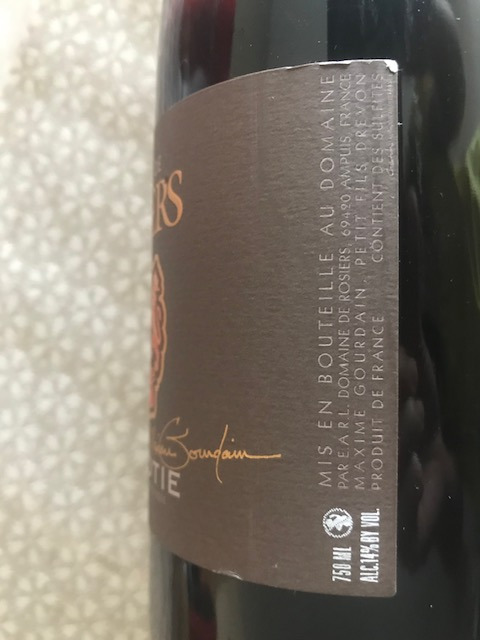 RS
Gourdain
TIE
MIS EN BOUTEILLE AU DOMAINE
PAR E.A.R.L. DOMAINE DE ROSIERS, 69420 AMPUIS, FRANCE
MAXIME GOURDAIN, PETIT FILS DREVON
PRODUIT DE FRANCE CONTIENT DES SULFITES
750 ML
ALC.14% BY VOL.